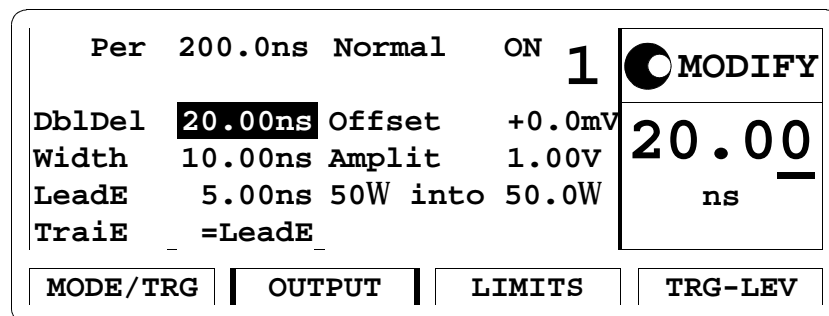 Per 200.0ns Normal ON 1
MODIFY
DblDel 20.00ns Offset +0.0mV
Width 10.00ns Amplit 1.00V
LeadE 5.00ns 50W into 50.0W
TraiE =LeadE
20.00
ns
MODE/TRG OUTPUT LIMITS TRG-LEV